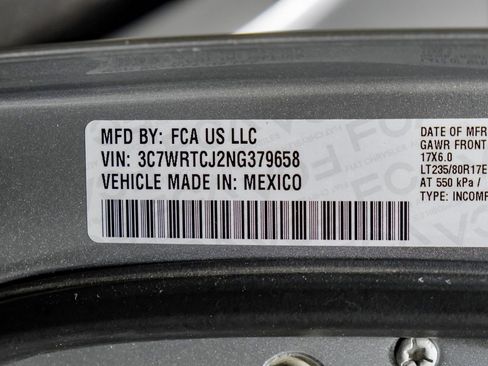 MFD BY: FCA US LLC
VIN: 3C7WRTCJ2NG379658
VEHICLE MADE IN: MEXICO
DATE OF MFR
GAWR FRONT
17X6.0
LT235/80R17E
AT 550 kPa /
TYPE: INCOMP